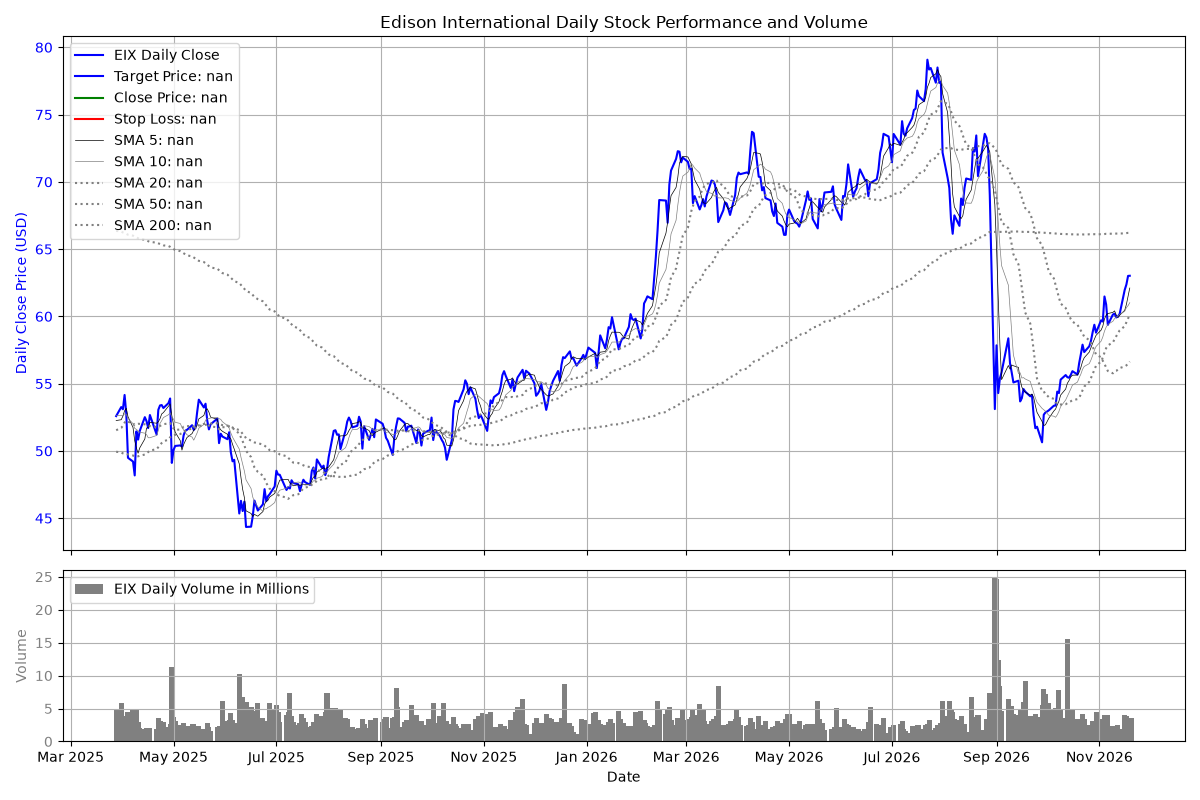 Edison International Daily Stock Performance and Volume
80
75
70
65
60
55
50
45
Daily Close Price (USD)
EIX Daily Close
Target Price: nan
Close Price: nan
Stop Loss: nan
SMA 5: nan
SMA 10: nan
SMA 20: nan
SMA 50: nan
SMA 200: nan
25
20
15
10
5
0
Volume
EIX Daily Volume in Millions
Mar 2025 May 2025 Jul 2025 Sep 2025 Nov 2025 Jan 2026 Mar 2026 May 2026 Jul 2026 Sep 2026 Nov 2026
Date